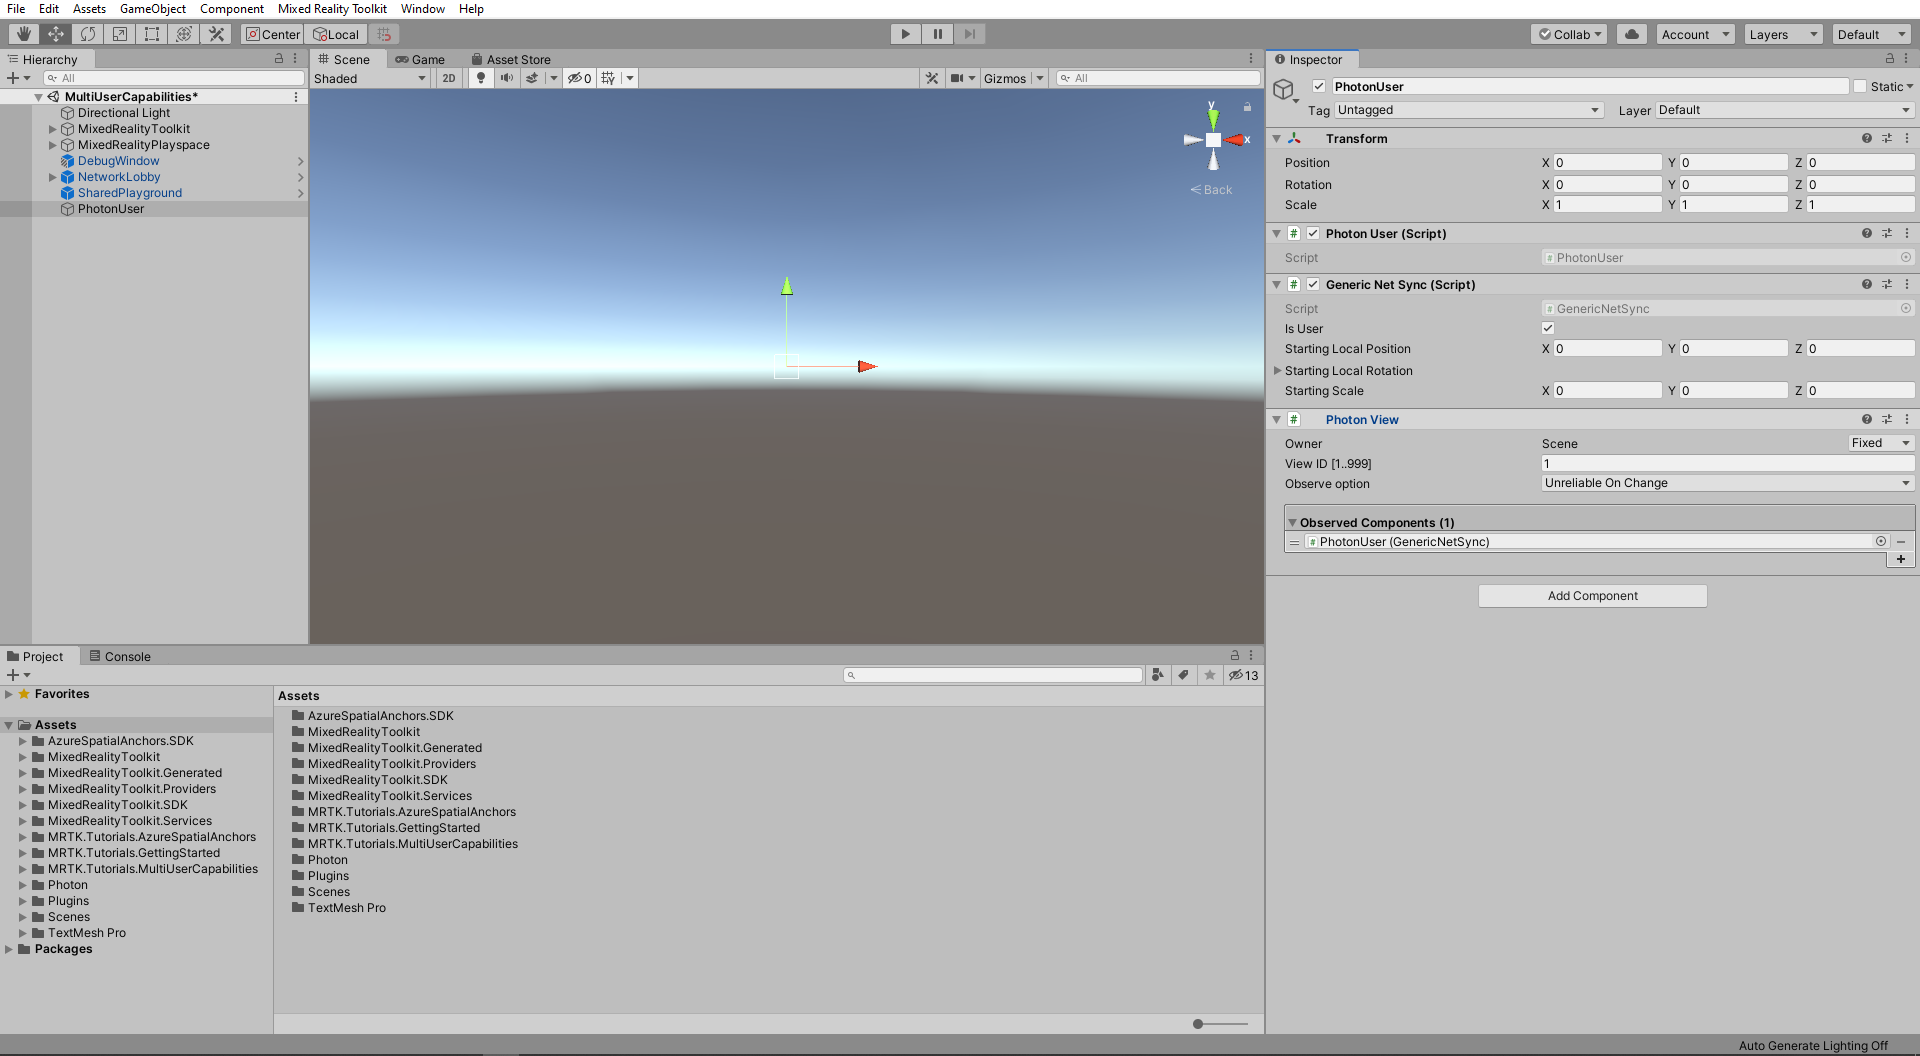 File Edit Assets GameObject Component Mixed Reality Toolkit Window Help
Center Local Collab Account Layers Default
Hierarchy
All
MultiUserCapabilities*
Directional Light
MixedRealityToolkit
MixedRealityPlayspace
DebugWindow
NetworkLobby
SharedPlayground
PhotonUser
Scene Game Asset Store
Shaded 2D 0 Gizmos All
y
x
Back
Inspector
PhotonUser Static
Tag Untagged Layer Default
Transform
Position X 0 Y 0 Z 0
Rotation X 0 Y 0 Z 0
Scale X 1 Y 1 Z 1
# Photon User (Script)
Script # PhotonUser
# Generic Net Sync (Script)
Script # GenericNetSync
Is User
Starting Local Position X 0 Y 0 Z 0
Starting Local Rotation
Starting Scale X 0 Y 0 Z 0
# Photon View
Owner Scene Fixed
View ID [1..999] 1
Observe option Unreliable On Change
Observed Components (1)
# PhotonUser (GenericNetSync)
Add Component
Project Console
13
Favorites
Assets
AzureSpatialAnchors.SDK
MixedRealityToolkit
MixedRealityToolkit.Generated
MixedRealityToolkit.Providers
MixedRealityToolkit.SDK
MixedRealityToolkit.Services
MRTK.Tutorials.AzureSpatialAnchors
MRTK.Tutorials.GettingStarted
MRTK.Tutorials.MultiUserCapabilities
Photon
Plugins
Scenes
TextMesh Pro
Packages
Assets
AzureSpatialAnchors.SDK
MixedRealityToolkit
MixedRealityToolkit.Generated
MixedRealityToolkit.Providers
MixedRealityToolkit.SDK
MixedRealityToolkit.Services
MRTK.Tutorials.AzureSpatialAnchors
MRTK.Tutorials.GettingStarted
MRTK.Tutorials.MultiUserCapabilities
Photon
Plugins
Scenes
TextMesh Pro
Auto Generate Lighting Off